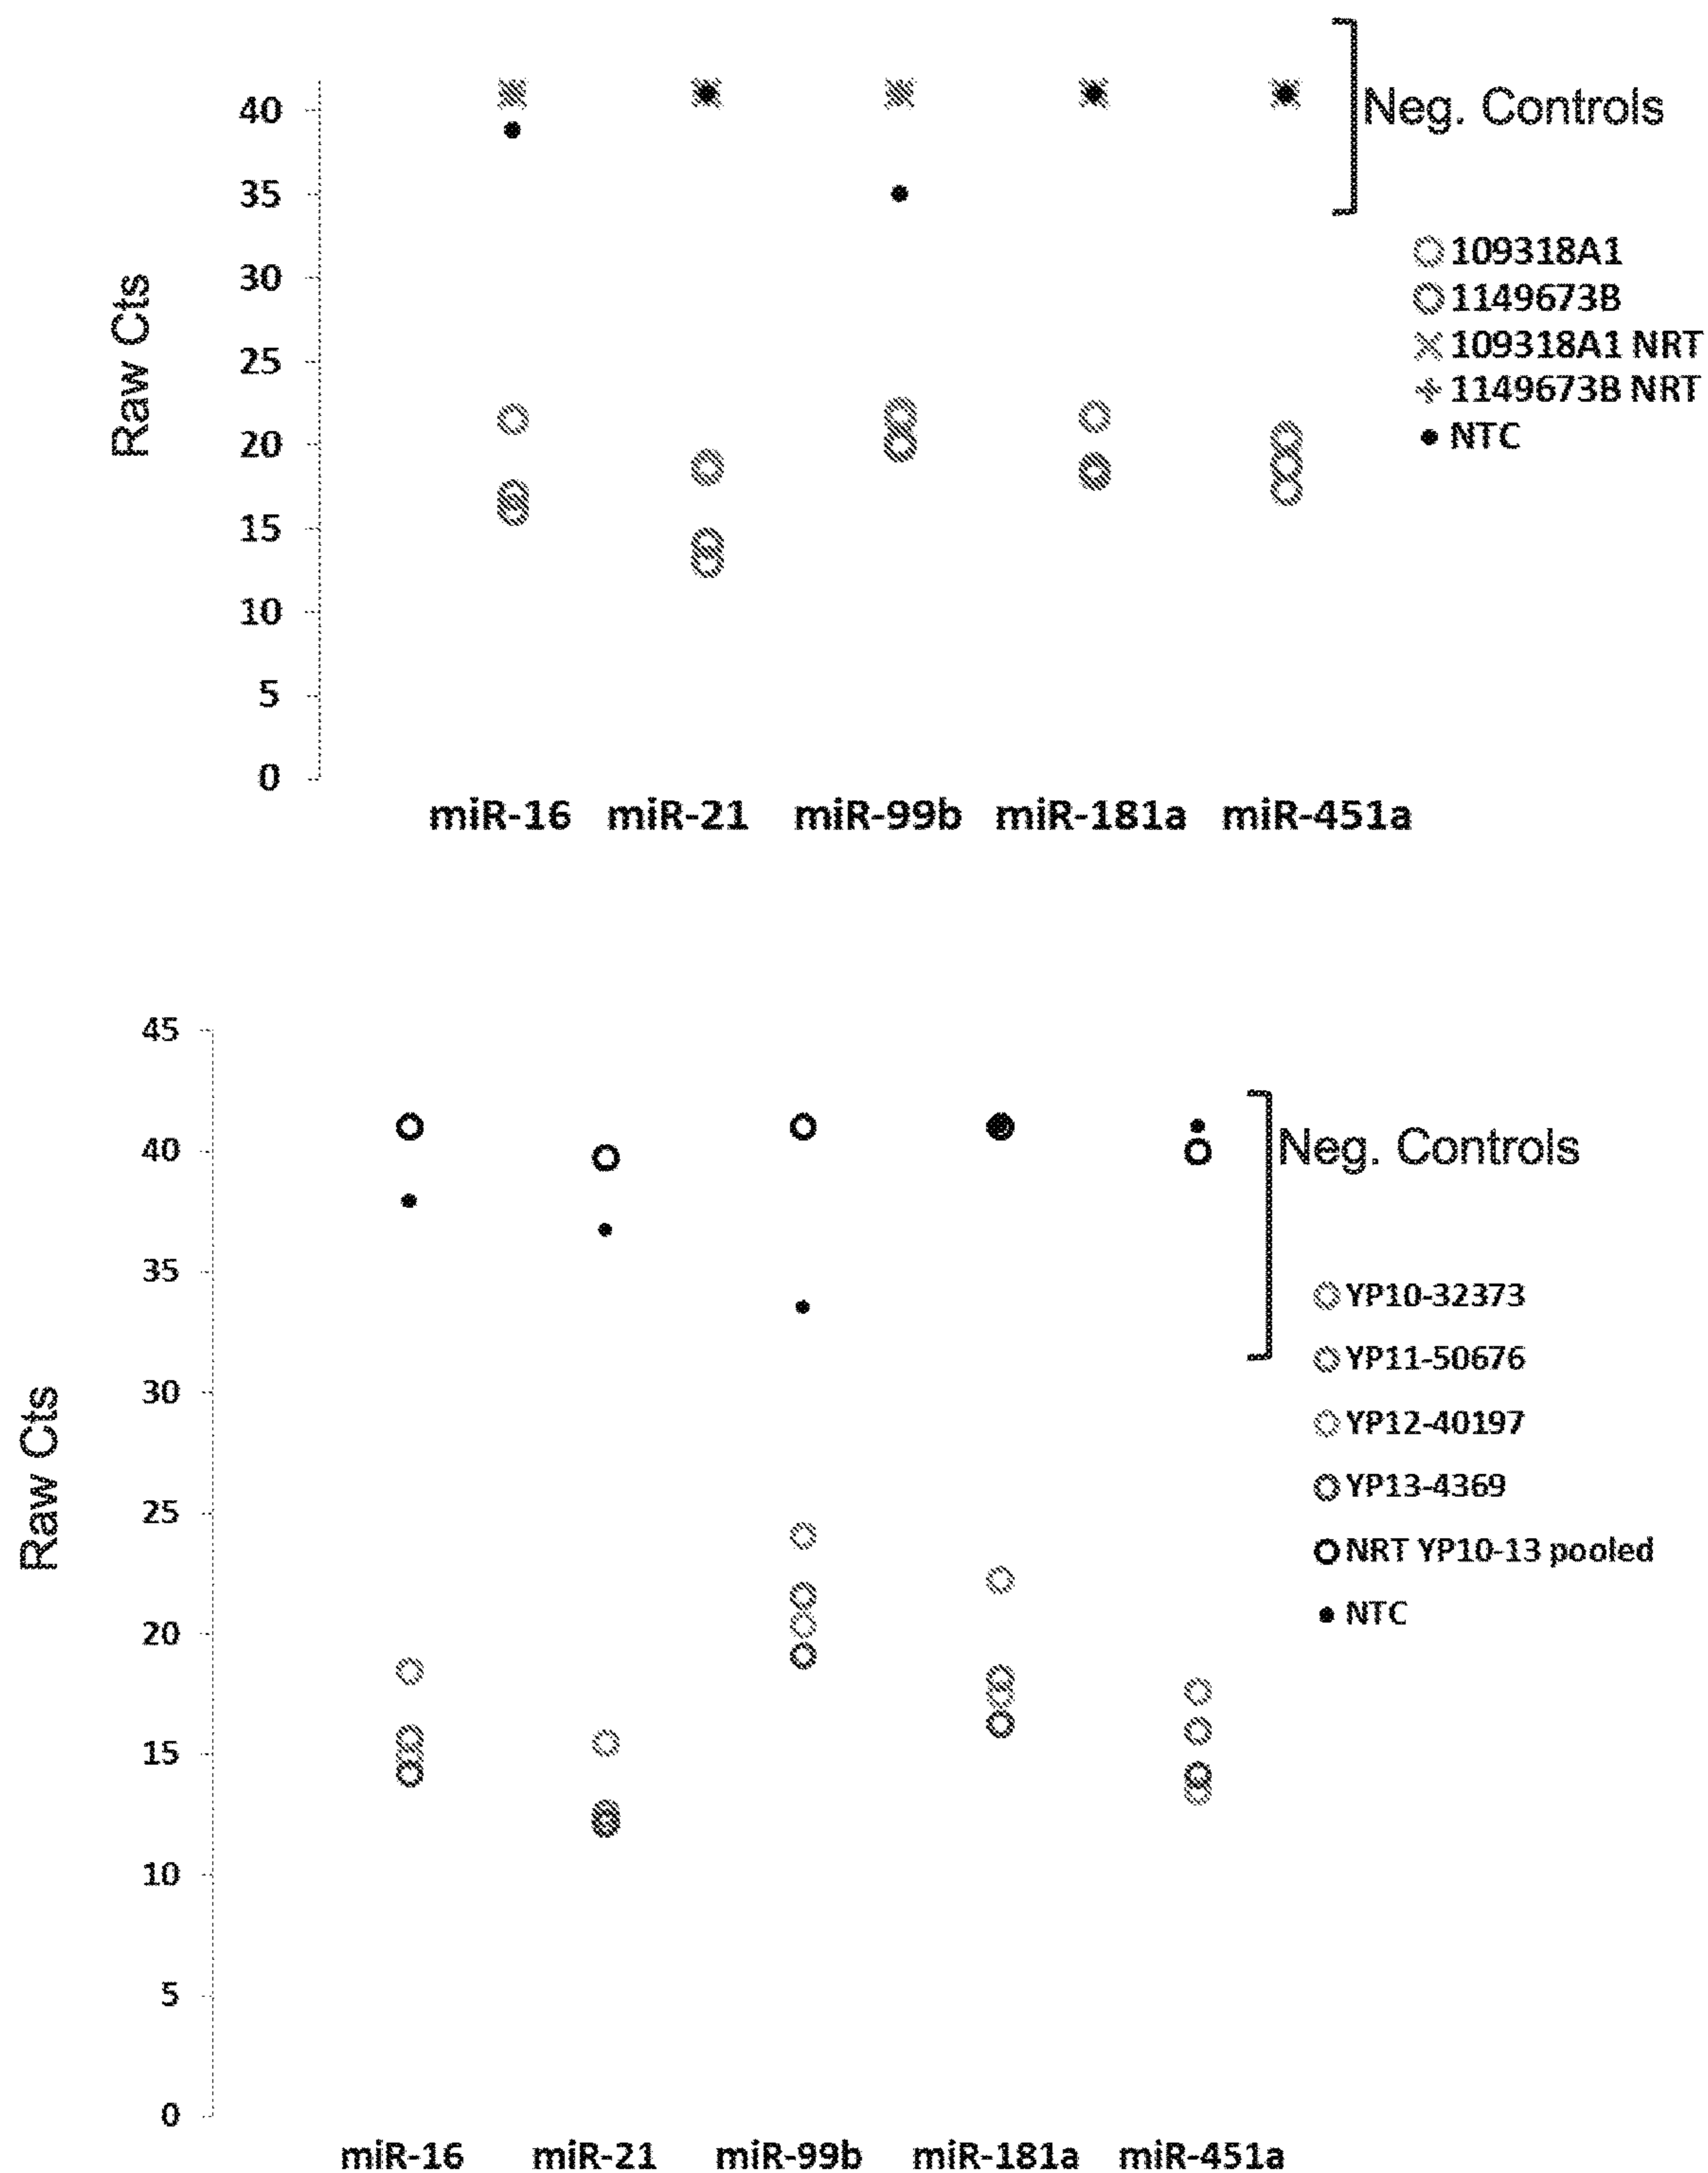 40
Neg. Controls
35
109318A1
30
1149673B
109318A1 NRT
25
1149673B NRT
NTC
20
15
10
5
0
Raw Cts
miR-16 miR-21 miR-99b miR-181a miR-451a
45
40
Neg. Controls
35
YP10-32373
YP11-50676
30
YP12-40197
YP13-4369
25
NRT YP10-13 pooled
NTC
20
15
10
5
0
Raw Cts
miR-16 miR-21 miR-99b miR-181a miR-451a